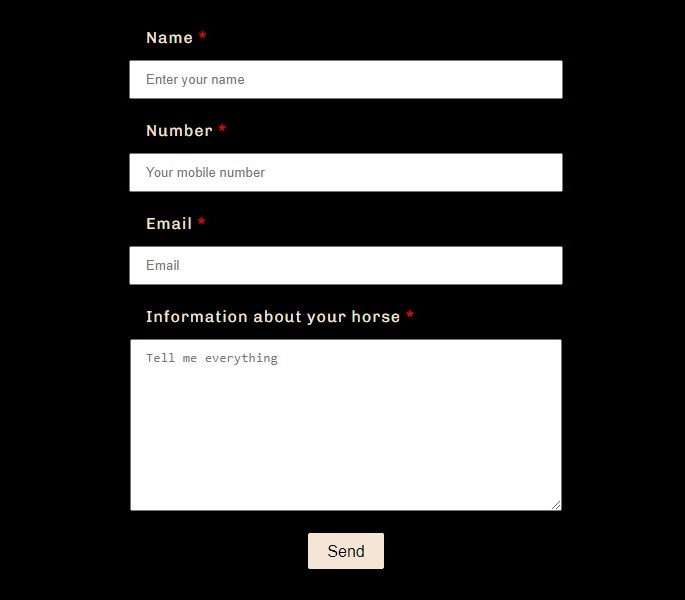 Name *
Enter your name
Number *
Your mobile number
Email *
Email
Information about your horse *
Tell me everything
Send